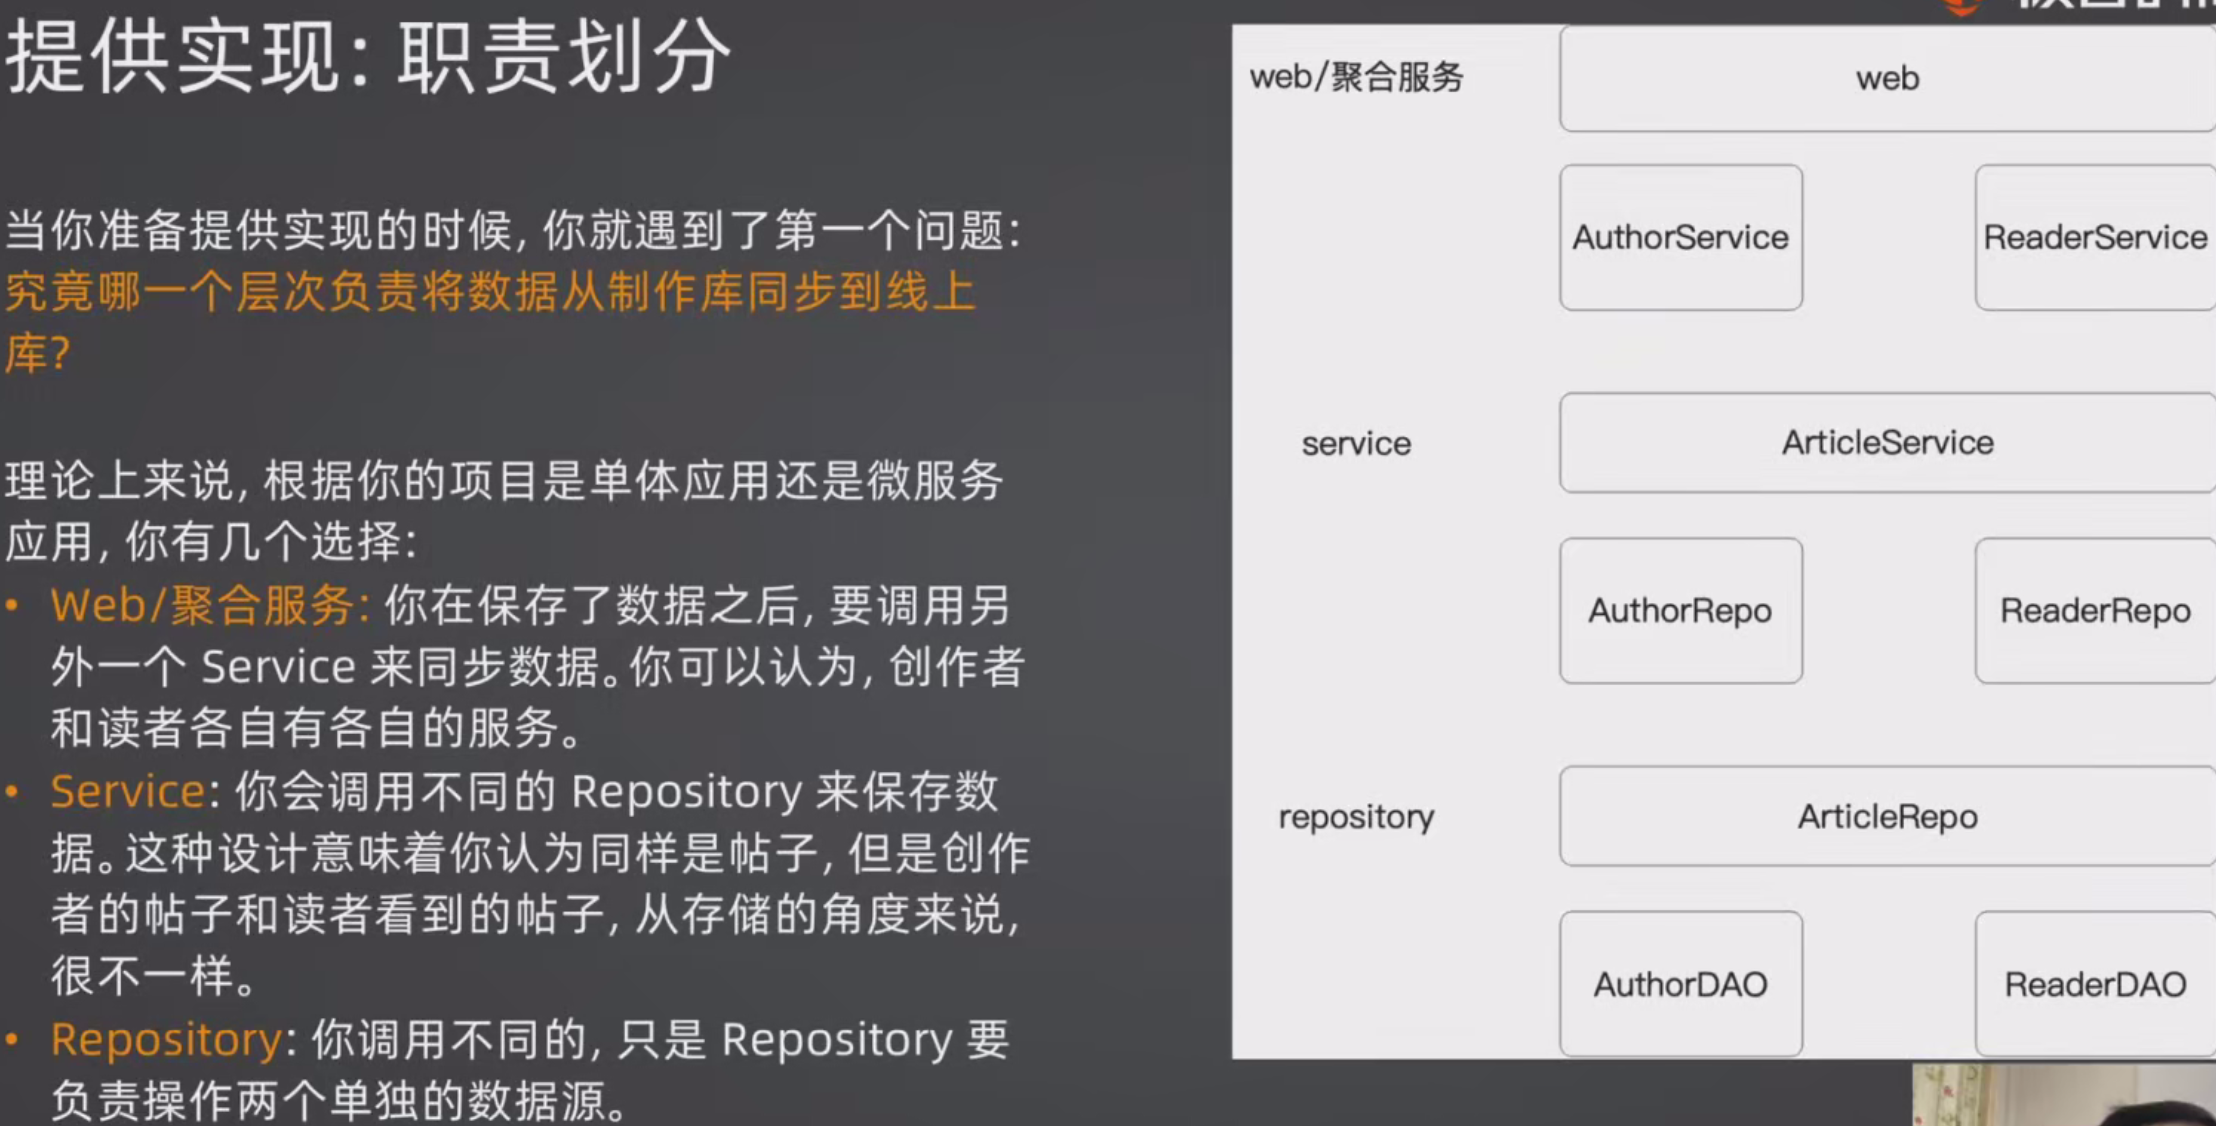 提供实现：职责划分
当你准备提供实现的时候，你就遇到了第一个问题：
究竟哪一个层次负责将数据从制作库同步到线上
库？
理论上来说，根据你的项目是单体应用还是微服务
应用，你有几个选择：
• Web/聚合服务：你在保存了数据之后，要调用另
外一个 Service 来同步数据。你可以认为，创作者
和读者各自有各自的服务。
• Service：你会调用不同的 Repository 来保存数
据。这种设计意味着你认为同样是帖子，但是创作
者的帖子和读者看到的帖子，从存储的角度来说，
很不一样。
• Repository：你调用不同的，只是 Repository 要
负责操作两个单独的数据源。
web/聚合服务
web
AuthorService
ReaderService
service
ArticleService
AuthorRepo
ReaderRepo
repository
ArticleRepo
AuthorDAO
ReaderDAO